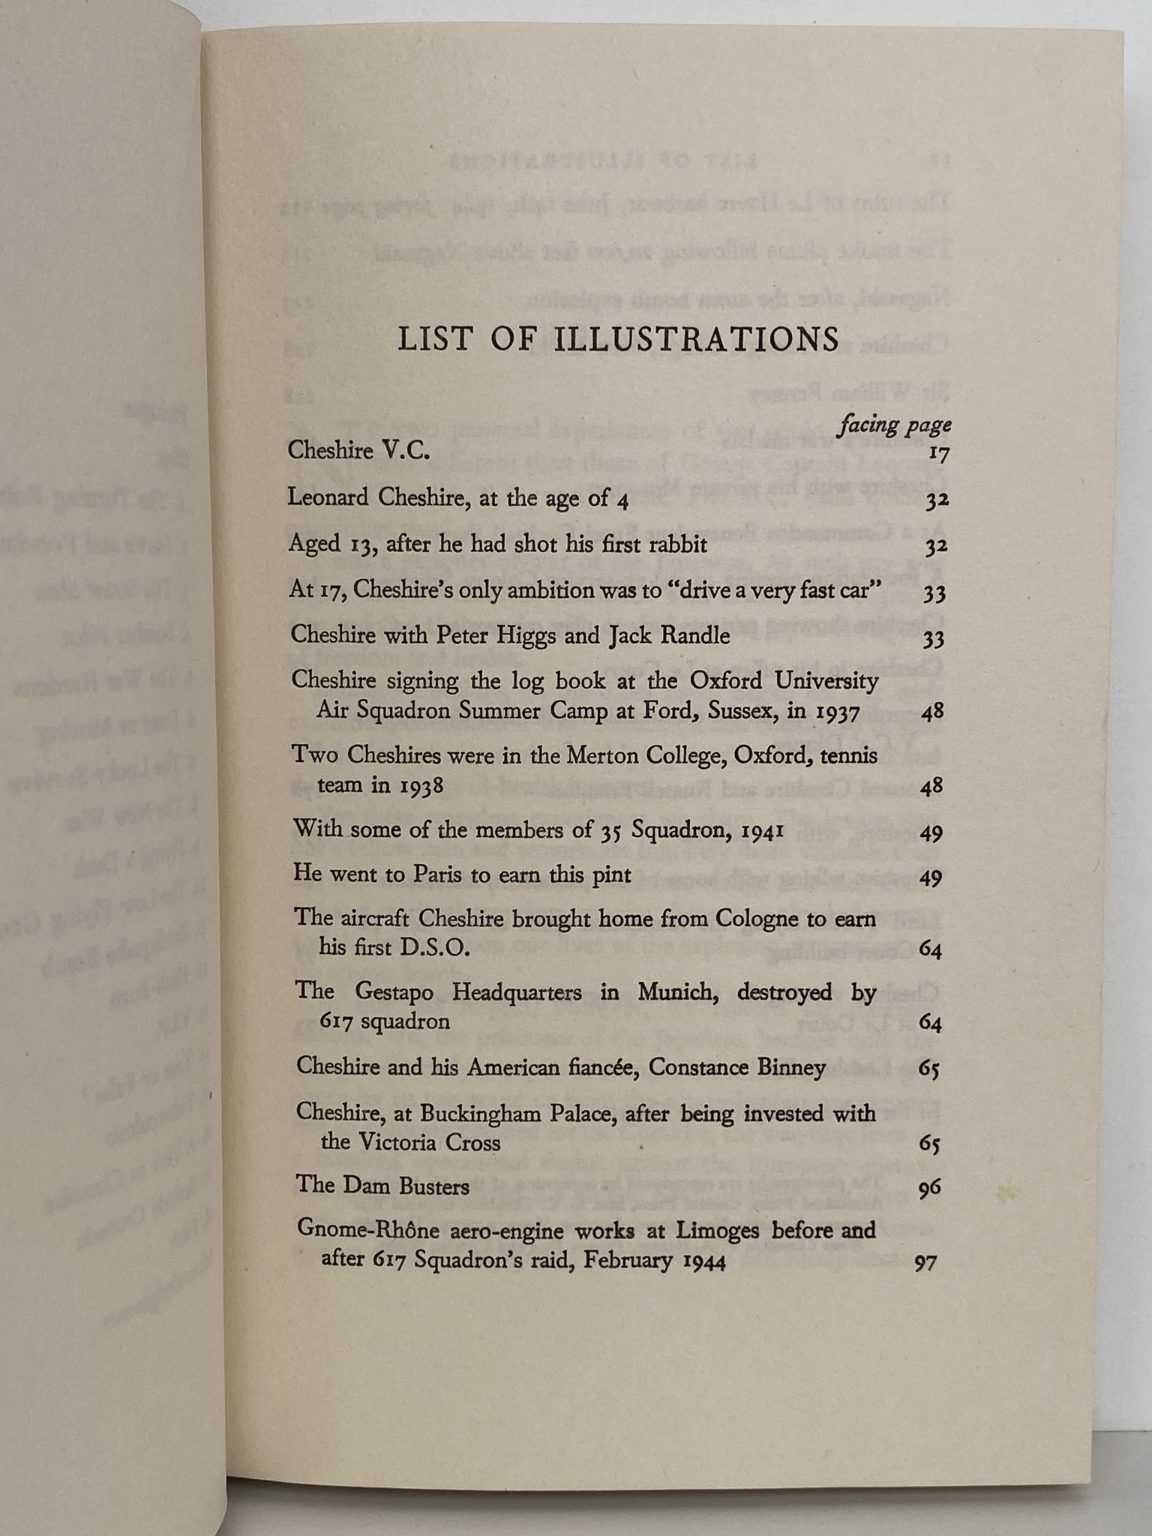 LIST OF ILLUSTRATIONS
facing page
Cheshire V.C. 17
Leonard Cheshire, at the age of 4 32
Aged 13, after he had shot his first rabbit 32
At 17, Cheshire's only ambition was to "drive a very fast car" 33
Cheshire with Peter Higgs and Jack Randle 33
Cheshire signing the log book at the Oxford University
Air Squadron Summer Camp at Ford, Sussex, in 1937 48
Two Cheshires were in the Merton College, Oxford, tennis
team in 1938 48
With some of the members of 35 Squadron, 1941 49
He went to Paris to earn this pint 49
The aircraft Cheshire brought home from Cologne to earn
his first D.S.O. 64
The Gestapo Headquarters in Munich, destroyed by
617 squadron 64
Cheshire and his American fiancée, Constance Binney 65
Cheshire, at Buckingham Palace, after being invested with
the Victoria Cross 65
The Dam Busters 96
Gnome-Rhône aero-engine works at Limoges before and
after 617 Squadron's raid, February 1944 97